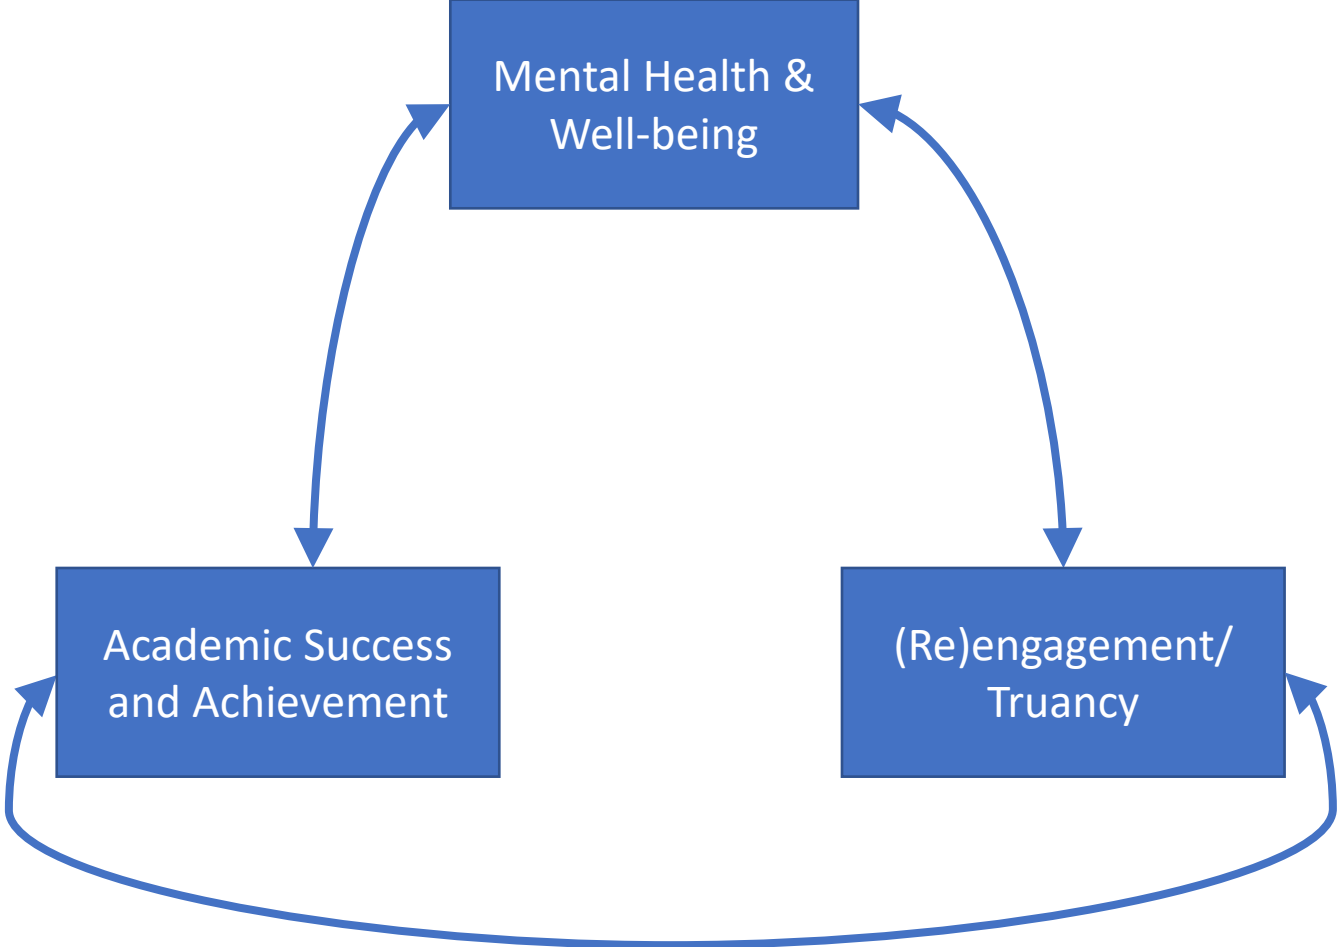 Mental Health &
Well-being
Academic Success
and Achievement
(Re)engagement/
Truancy